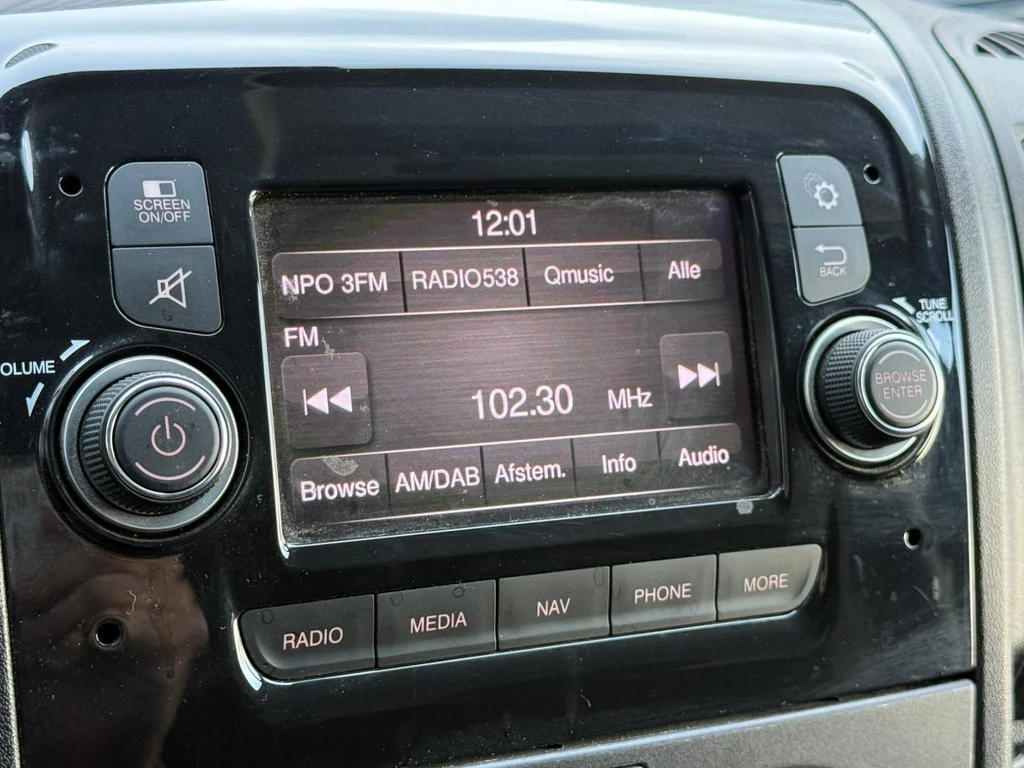 SCREEN
ON/OFF
12:01
NPO 3FM RADIO538 Qmusic Alle
BACK
TUNE
SCROLL
FM
OLUME
102.30 MHz
BROWSE
ENTER
Browse AM/DAB Afstem. Info Audio
RADIO MEDIA NAV PHONE MORE